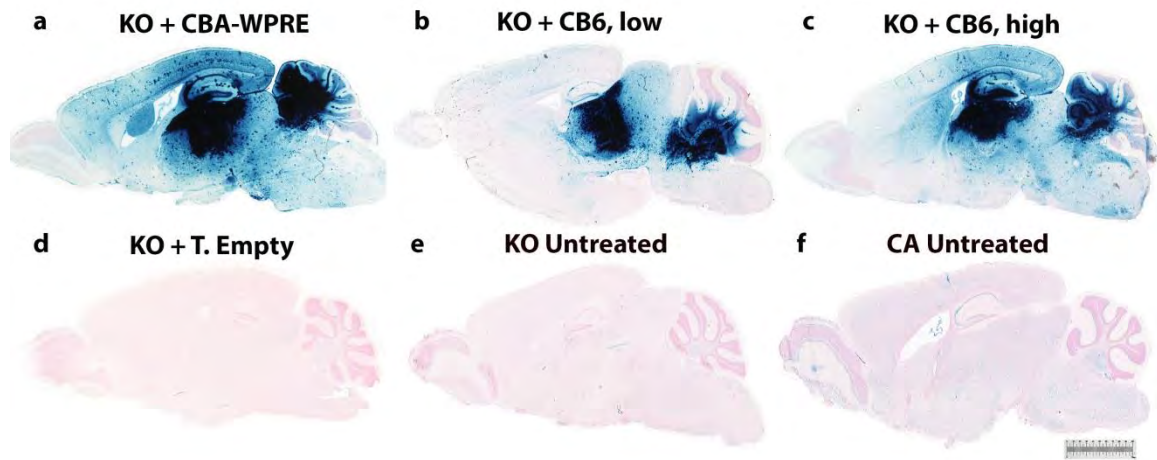 a KO + CBA-WPRE
b KO + CB6, low
c KO + CB6, high
d KO + T. Empty
e KO Untreated
f CA Untreated